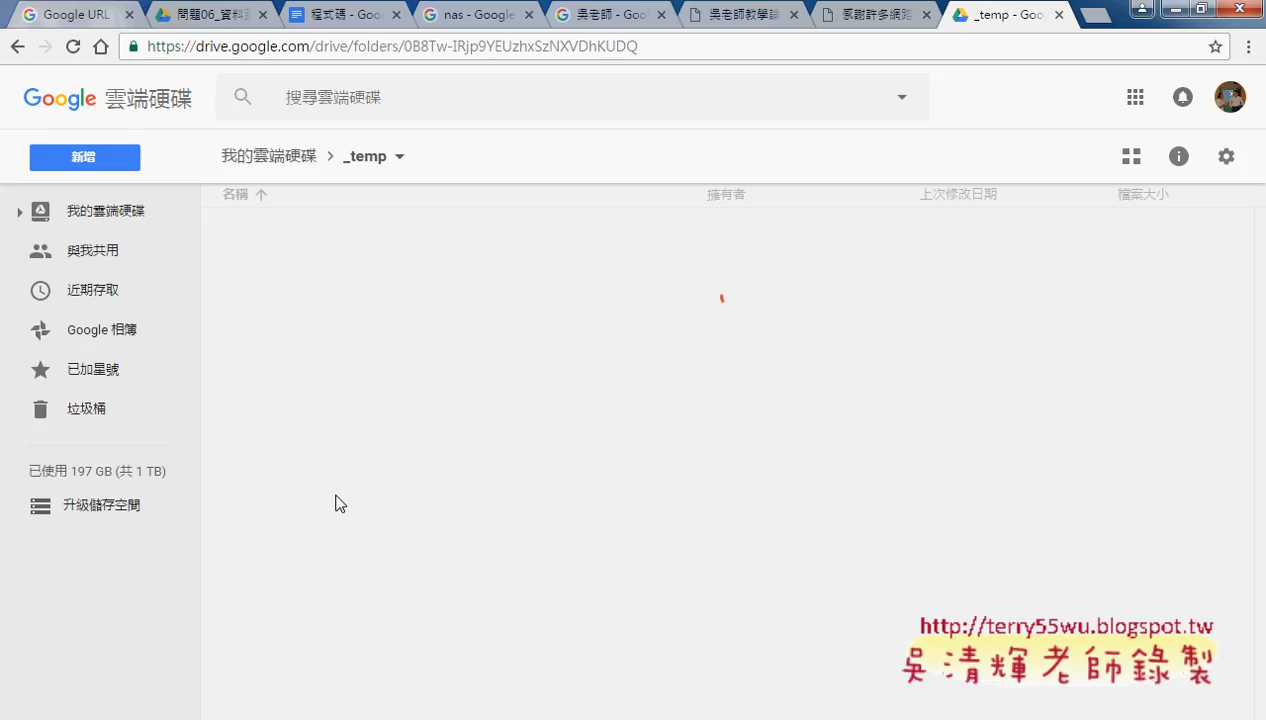 Google URL
問題06_資料
程式碼 - Goo
nas - Google
吳老師 - Goo
吳老師教學論
感謝許多網路
_temp - Goo
https://drive.google.com/drive/folders/0B8Tw-IRjp9YEUzhxSzNXVDhKUDQ
Google 雲端硬碟
搜尋雲端硬碟
新增
我的雲端硬碟
_temp
名稱
擁有者
上次修改日期
檔案大小
我的雲端硬碟
與我共用
近期存取
Google 相簿
已加星號
垃圾桶
已使用 197 GB (共 1 TB)
升級儲存空間
http://terry55wu.blogspot.tw
吳清輝老師錄製